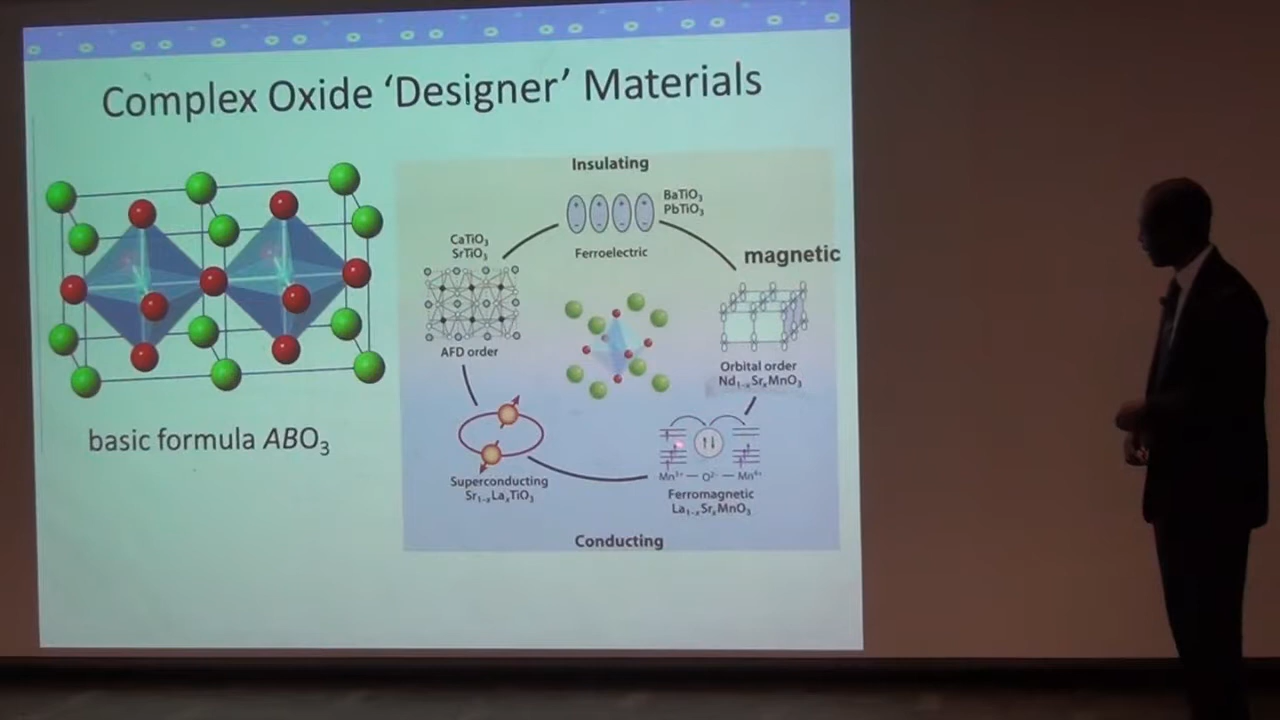 Complex Oxide ‘Designer’ Materials
basic formula ABO₃
Insulating
BaTiO₃
PbTiO₃
Ferroelectric
CaTiO₃
SrTiO₃
AFD order
magnetic
Orbital order
Nd₁₋ₓSrₓMnO₃
Mn³⁺ — O²⁻ — Mn⁴⁺
Ferromagnetic
La₁₋ₓSrₓMnO₃
Superconducting
Sr₁₋ₓLaₓTiO₃
Conducting